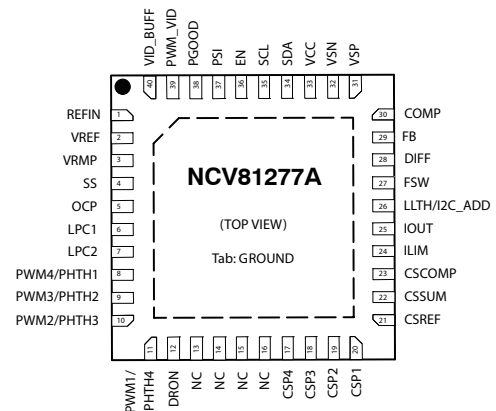 VID_BUFF
PWM_VID
PGOOD
PSI
EN
SCL
SDA
VCC
VSN
VSP
40
39
38
37
36
35
34
33
32
31
REFIN 1
VREF 2
VRMP 3
SS 4
OCP 5
LPC1 6
LPC2 7
PWM4/PHTH1 8
PWM3/PHTH2 9
PWM2/PHTH3 10
NCV81277A
(TOP VIEW)
Tab: GROUND
30 COMP
29 FB
28 DIFF
27 FSW
26 LLTH/I2C_ADD
25 IOUT
24 ILIM
23 CSCOMP
22 CSSUM
21 CSREF
11
12
13
14
15
16
17
18
19
20
PWM1/
PHTH4
DRON
NC
NC
NC
NC
CSP4
CSP3
CSP2
CSP1